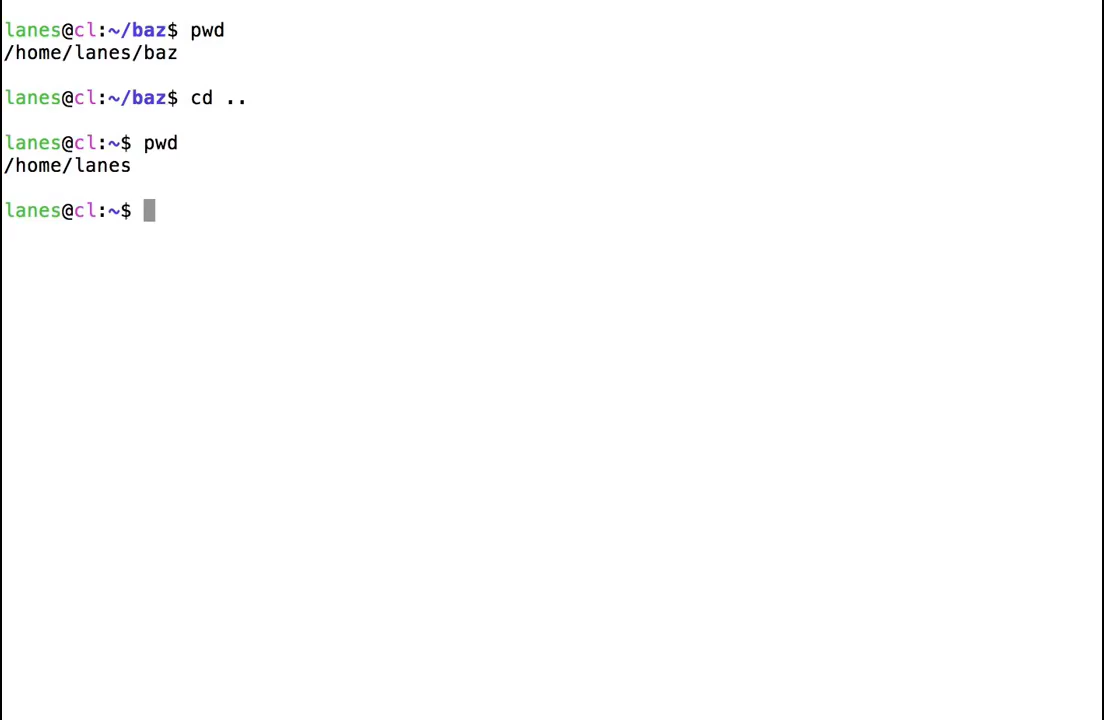 lanes@cl:~/baz$ pwd
/home/lanes/baz
lanes@cl:~/baz$ cd ..
lanes@cl:~$ pwd
/home/lanes
lanes@cl:~$